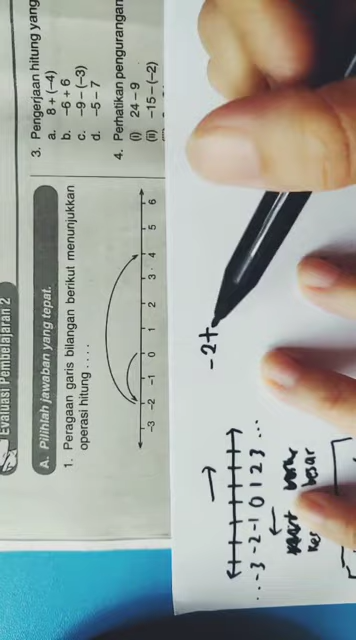 Evaluasi Pembelajaran 2
A. Pilihlah jawaban yang tepat.
1. Peragaan garis bilangan berikut menunjukkan
operasi hitung . . . .
–3 –2 –1 0 1 2 3 4 5 6
3. Pengerjaan hitung yang
a. 8 + (–4)
b. –6 + 6
c. –9 – (–3)
d. –5 – 7
4. Perhatikan pengurangan
(i) 24 – 9
(ii) –15 – (–2)
-2+
...-3 -2 -1 0 1 2 3 ...
besar